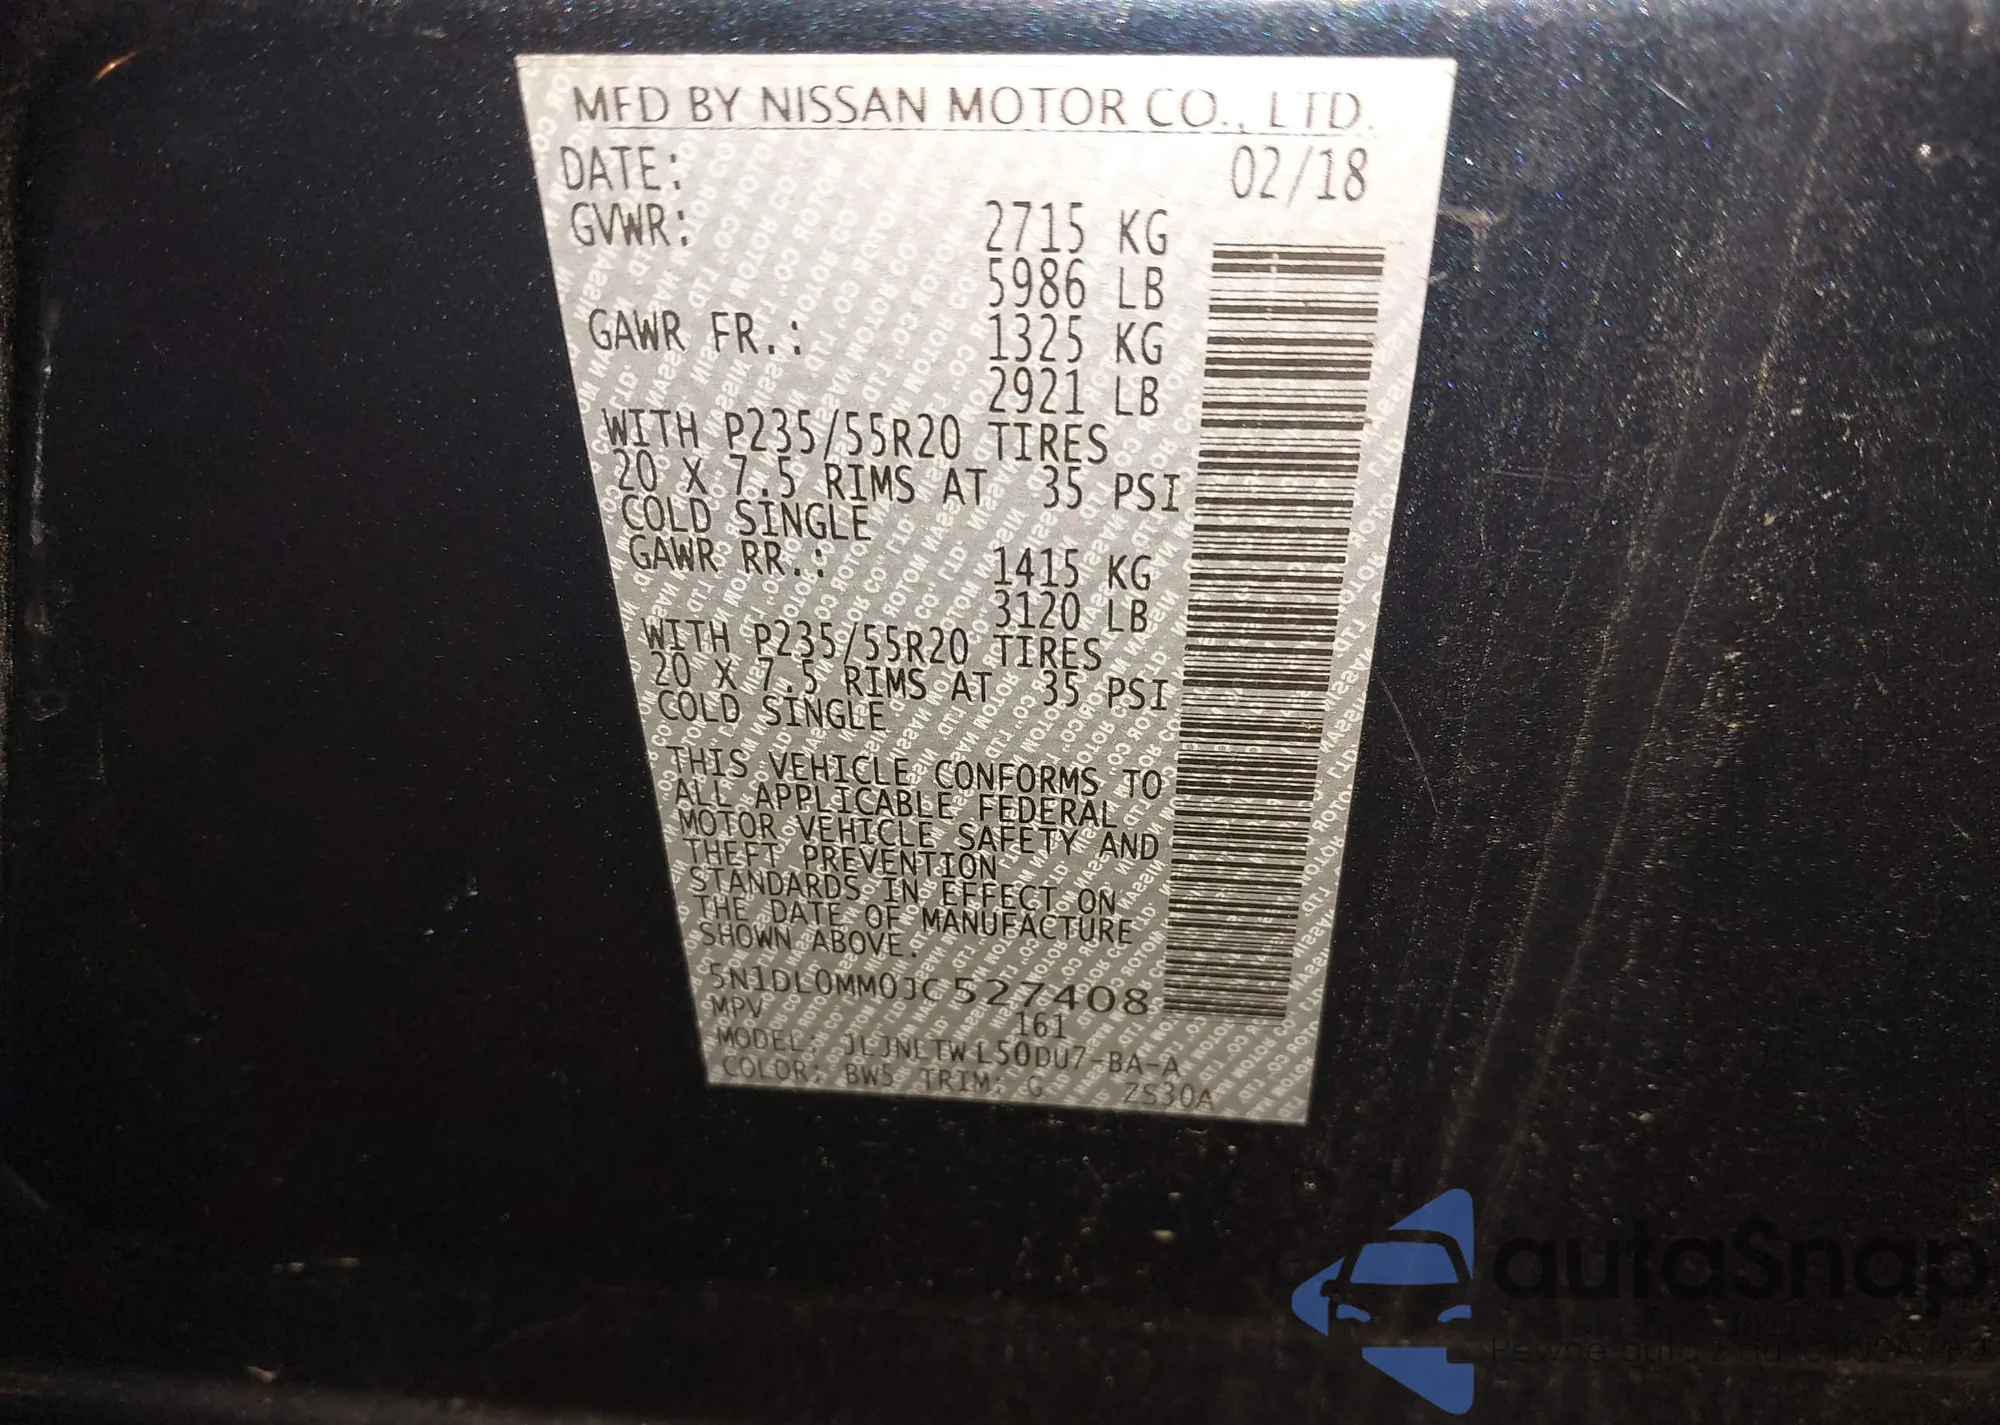 MFD BY NISSAN MOTOR CO., LTD.
DATE: 02/18
GVWR: 2715 KG
5986 LB
GAWR FR.: 1325 KG
2921 LB
WITH P235/55R20 TIRES
20 X 7.5 RIMS AT 35 PSI
COLD SINGLE
GAWR RR.: 1415 KG
3120 LB
WITH P235/55R20 TIRES
20 X 7.5 RIMS AT 35 PSI
COLD SINGLE
THIS VEHICLE CONFORMS TO
ALL APPLICABLE FEDERAL
MOTOR VEHICLE SAFETY AND
THEFT PREVENTION
STANDARDS IN EFFECT ON
THE DATE OF MANUFACTURE
SHOWN ABOVE.
5N1DL0MM0JC527408
MPV 161
MODEL: JLJNLTWL50DU7-BA-A
COLOR: BW5 TRIM: G ZS30A
autaSnap
Pewne auto z